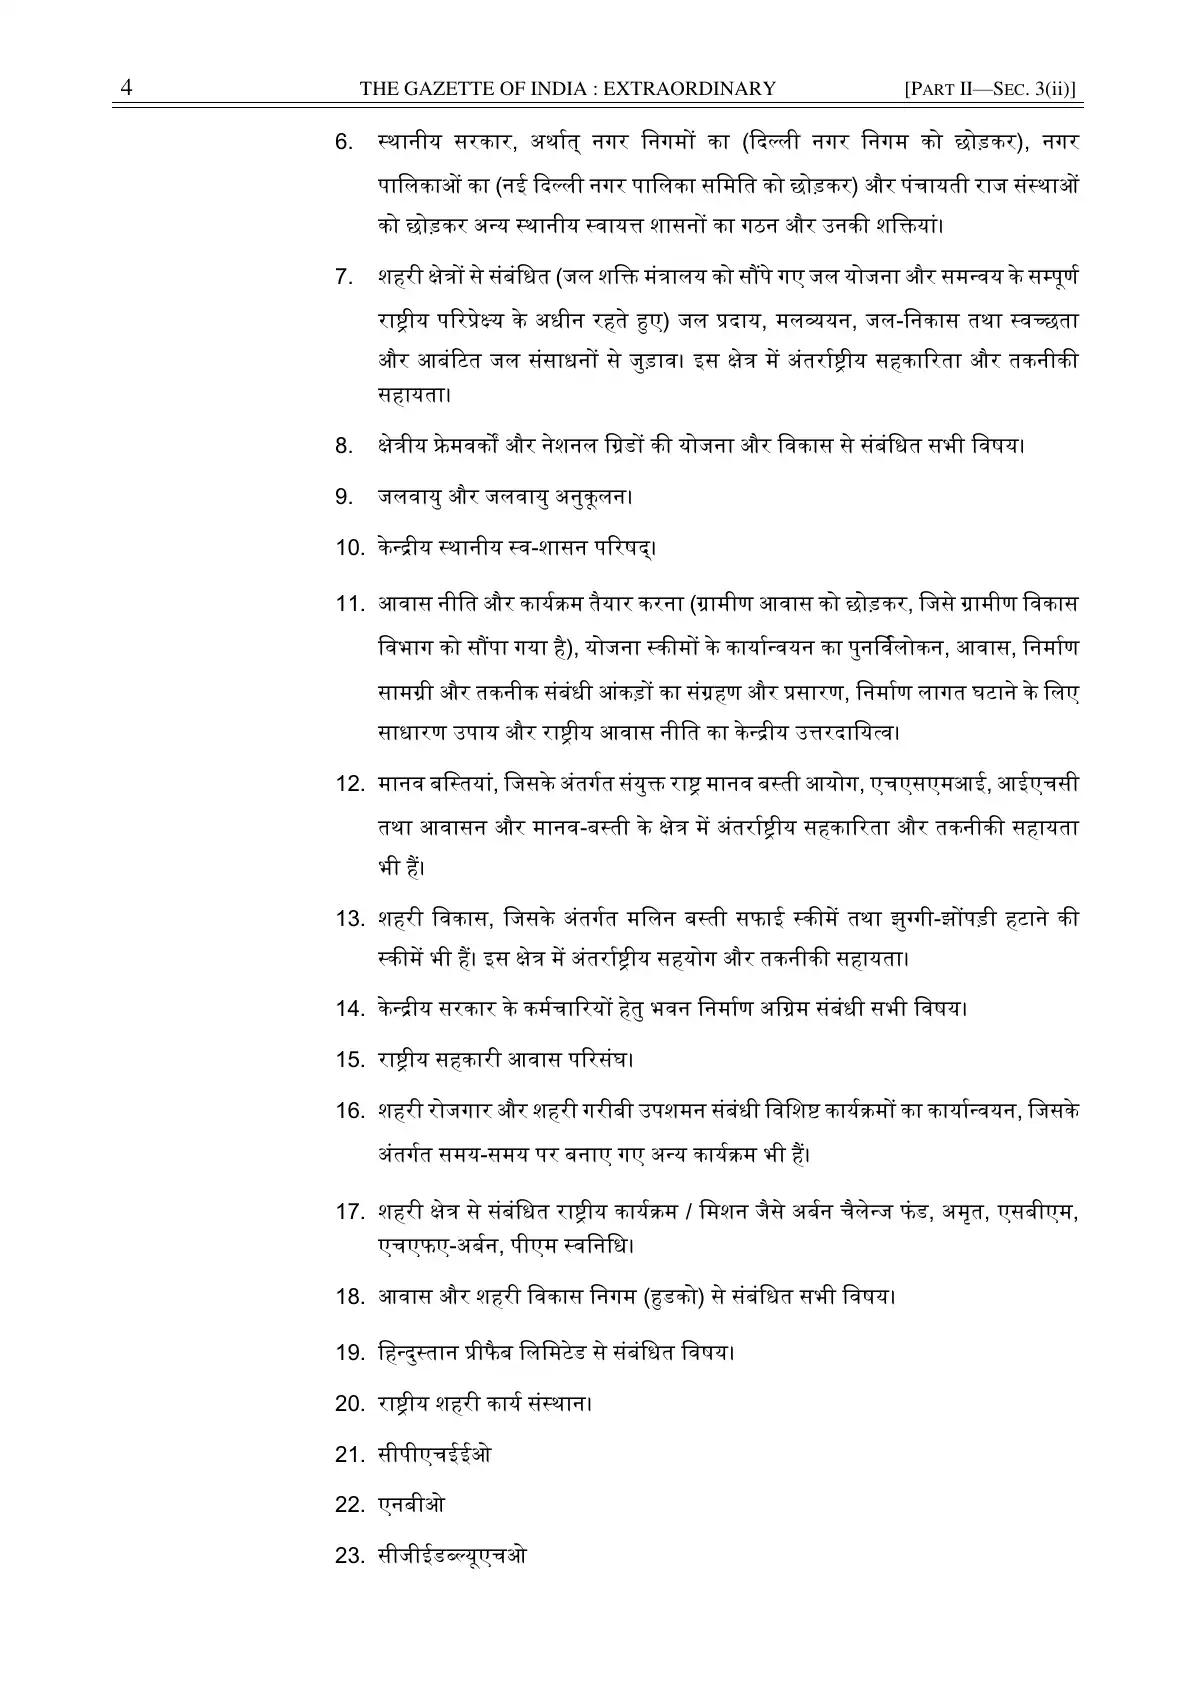 4 THE GAZETTE OF INDIA : EXTRAORDINARY [PART II—SEC. 3(ii)]
6. स्थानीय सरकार, अर्थात् नगर निगमों का (दिल्ली नगर निगम को छोड़कर), नगर
पालिकाओं का (नई दिल्ली नगर पालिका समिति को छोड़कर) और पंचायती राज संस्थाओं
को छोड़कर अन्य स्थानीय स्वायत्त शासनों का गठन और उनकी शक्तियां।
7. शहरी क्षेत्रों से संबंधित (जल शक्ति मंत्रालय को सौंपे गए जल योजना और समन्वय के सम्पूर्ण
राष्ट्रीय परिप्रेक्ष्य के अधीन रहते हुए) जल प्रदाय, मलव्ययन, जल-निकास तथा स्वच्छता
और आबंटित जल संसाधनों से जुड़ाव। इस क्षेत्र में अंतर्राष्ट्रीय सहकारिता और तकनीकी
सहायता।
8. क्षेत्रीय फ्रेमवर्कों और नेशनल ग्रिडों की योजना और विकास से संबंधित सभी विषय।
9. जलवायु और जलवायु अनुकूलन।
10. केन्द्रीय स्थानीय स्व-शासन परिषद्।
11. आवास नीति और कार्यक्रम तैयार करना (ग्रामीण आवास को छोड़कर, जिसे ग्रामीण विकास
विभाग को सौंपा गया है), योजना स्कीमों के कार्यान्वयन का पुनर्विलोकन, आवास, निर्माण
सामग्री और तकनीक संबंधी आंकड़ों का संग्रहण और प्रसारण, निर्माण लागत घटाने के लिए
साधारण उपाय और राष्ट्रीय आवास नीति का केन्द्रीय उत्तरदायित्व।
12. मानव बस्तियां, जिसके अंतर्गत संयुक्त राष्ट्र मानव बस्ती आयोग, एचएसएमआई, आईएचसी
तथा आवासन और मानव-बस्ती के क्षेत्र में अंतर्राष्ट्रीय सहकारिता और तकनीकी सहायता
भी हैं।
13. शहरी विकास, जिसके अंतर्गत मलिन बस्ती सफाई स्कीमें तथा झुग्गी-झोंपड़ी हटाने की
स्कीमें भी हैं। इस क्षेत्र में अंतर्राष्ट्रीय सहयोग और तकनीकी सहायता।
14. केन्द्रीय सरकार के कर्मचारियों हेतु भवन निर्माण अग्रिम संबंधी सभी विषय।
15. राष्ट्रीय सहकारी आवास परिसंघ।
16. शहरी रोजगार और शहरी गरीबी उपशमन संबंधी विशिष्ट कार्यक्रमों का कार्यान्वयन, जिसके
अंतर्गत समय-समय पर बनाए गए अन्य कार्यक्रम भी हैं।
17. शहरी क्षेत्र से संबंधित राष्ट्रीय कार्यक्रम / मिशन जैसे अर्बन चैलेन्ज फंड, अमृत, एसबीएम,
एचएफए-अर्बन, पीएम स्वनिधि।
18. आवास और शहरी विकास निगम (हुडको) से संबंधित सभी विषय।
19. हिन्दुस्तान प्रीफैब लिमिटेड से संबंधित विषय।
20. राष्ट्रीय शहरी कार्य संस्थान।
21. सीपीएचईईओ
22. एनबीओ
23. सीजीईडब्ल्यूएचओ